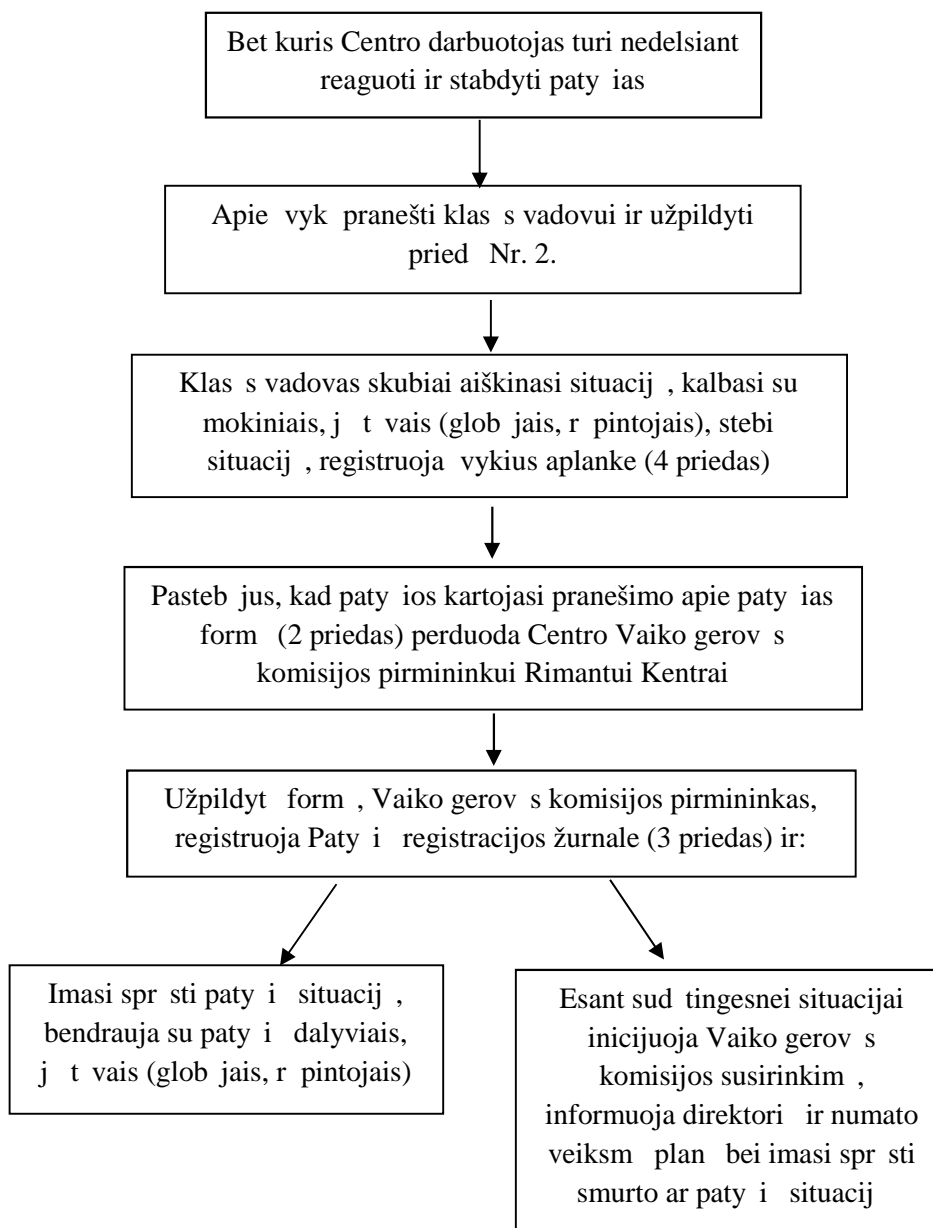 Bet kuris Centro darbuotojas turi nedelsiant
reaguoti ir stabdyti paty ias
Apie vyk pranešti klas s vadovui ir užpildyti
pried Nr. 2.
Klas s vadovas skubiai aiškinasi situacij , kalbasi su
mokiniais, j t vais (glob jais, r pintojais), stebi
situacij , registruoja vykius aplanke (4 priedas)
Pasteb jus, kad paty ios kartojasi pranešimo apie paty ias
form (2 priedas) perduoda Centro Vaiko gerov s
komisijos pirmininkui Rimantui Kentrai
Užpildyt form , Vaiko gerov s komisijos pirmininkas,
registruoja Paty i registracijos žurnale (3 priedas) ir:
Imasi spr sti paty i situacij ,
bendrauja su paty i dalyviais,
j t vais (glob jais, r pintojais)
Esant sud tingesnei situacijai
inicijuoja Vaiko gerov s
komisijos susirinkim ,
informuoja direktori ir numato
veiksm plan bei imasi spr sti
smurto ar paty i situacij